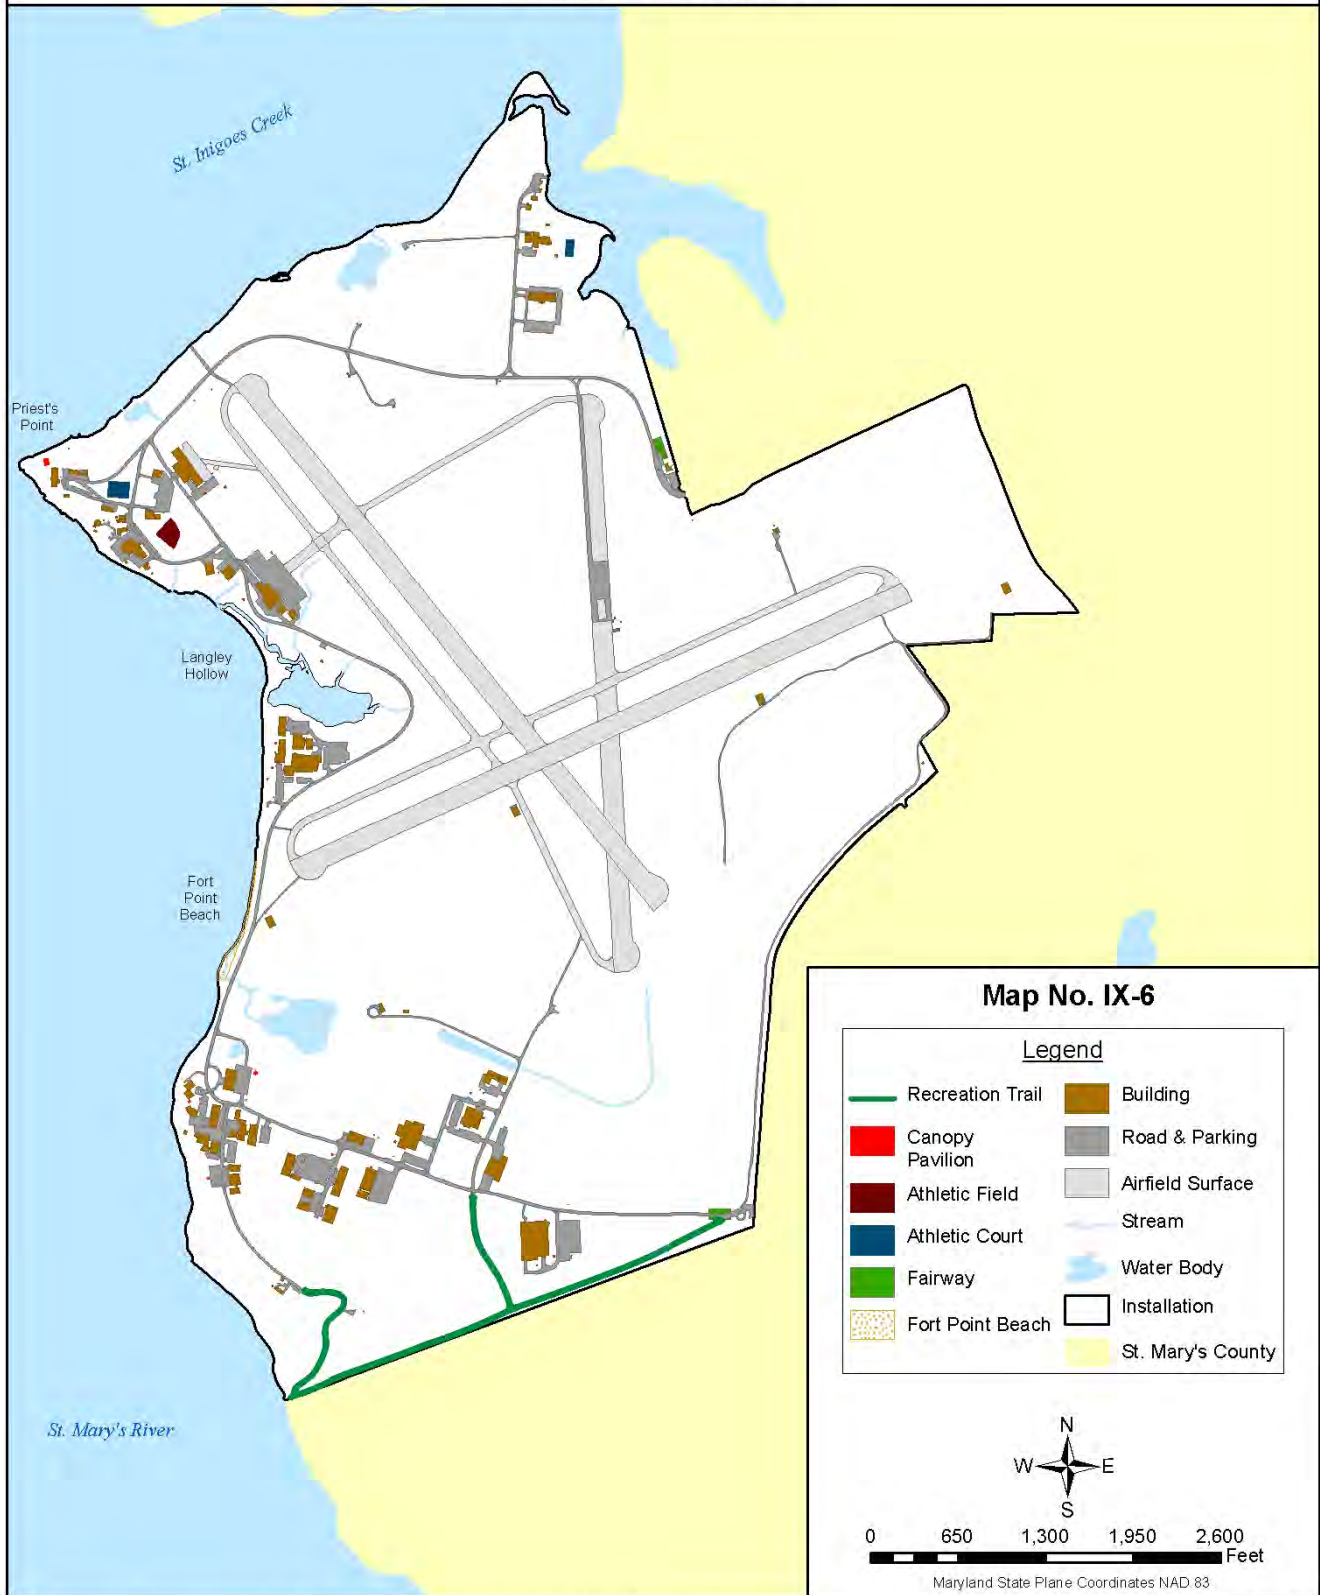 St. Inigoes Creek
Priest's
Point
Langley
Hollow
Fort
Point
Beach
St. Mary's River
Map No. IX-6
Legend
Recreation Trail
Canopy
Pavilion
Athletic Field
Athletic Court
Fairway
Fort Point Beach
Building
Road & Parking
Airfield Surface
Stream
Water Body
Installation
St. Mary's County
N
W E
S
0 650 1,300 1,950 2,600
Feet
Maryland State Plane Coordinates NAD 83